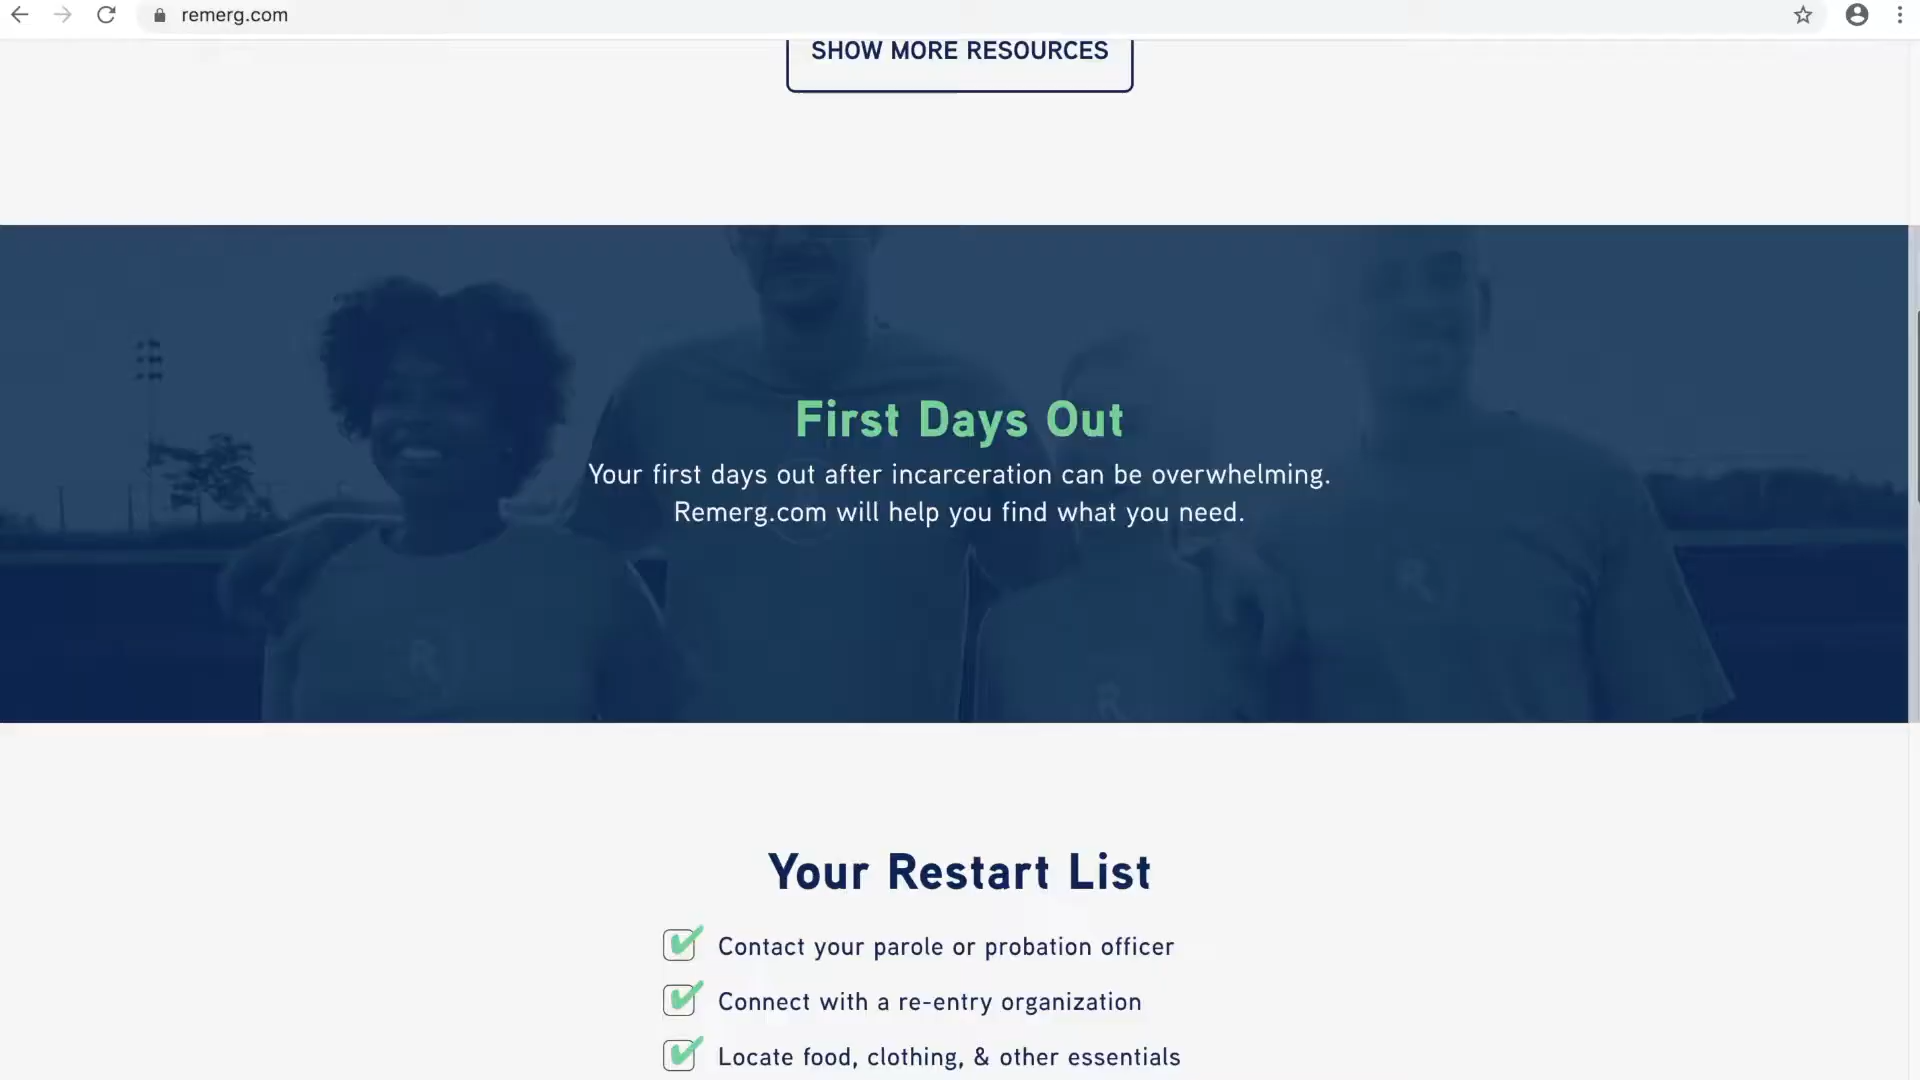 remerg.com
SHOW MORE RESOURCES
First Days Out
Your first days out after incarceration can be overwhelming.
Remerg.com will help you find what you need.
R
R
R
Your Restart List
Contact your parole or probation officer
Connect with a re-entry organization
Locate food, clothing, & other essentials